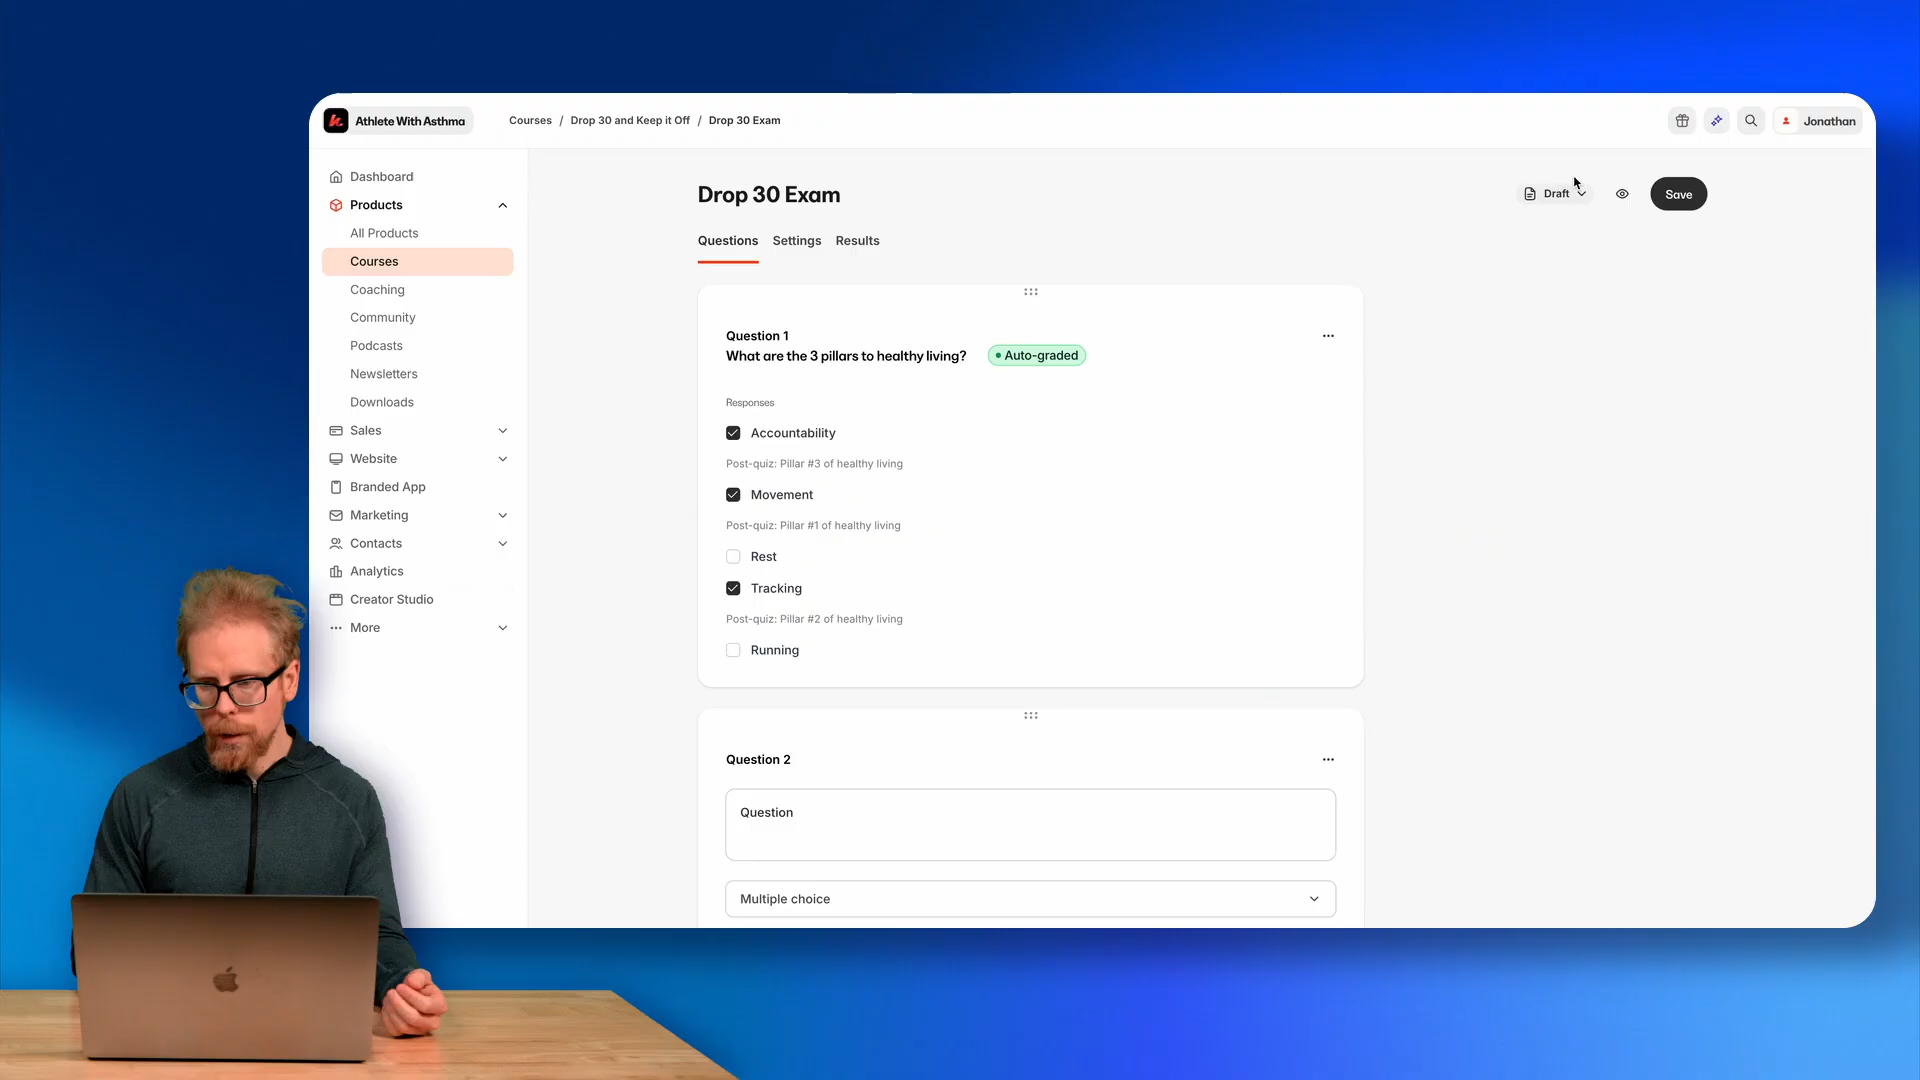 Athlete With Asthma
Courses / Drop 30 and Keep it Off / Drop 30 Exam
Jonathan
Dashboard
Products
All Products
Courses
Coaching
Community
Podcasts
Newsletters
Downloads
Sales
Website
Branded App
Marketing
Contacts
Analytics
Creator Studio
More
Drop 30 Exam
Draft
Save
Questions Settings Results
Question 1
What are the 3 pillars to healthy living?
Auto-graded
Responses
Accountability
Post-quiz: Pillar #3 of healthy living
Movement
Post-quiz: Pillar #1 of healthy living
Rest
Tracking
Post-quiz: Pillar #2 of healthy living
Running
Question 2
Question
Multiple choice